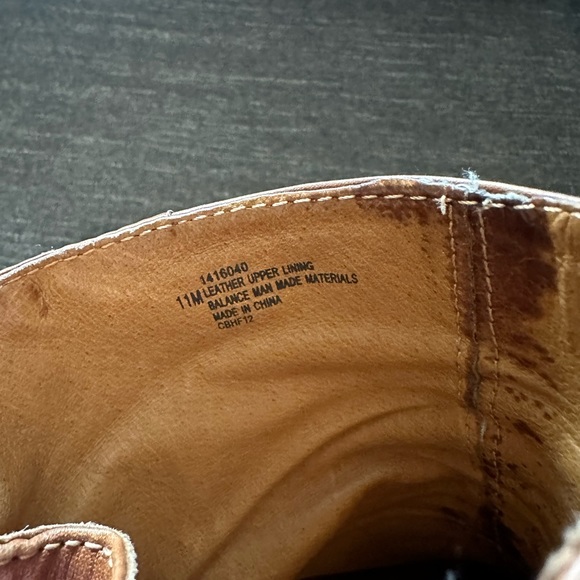 1416040
11M LEATHER UPPER LINING
BALANCE MAN MADE MATERIALS
MADE IN CHINA
CBHF12